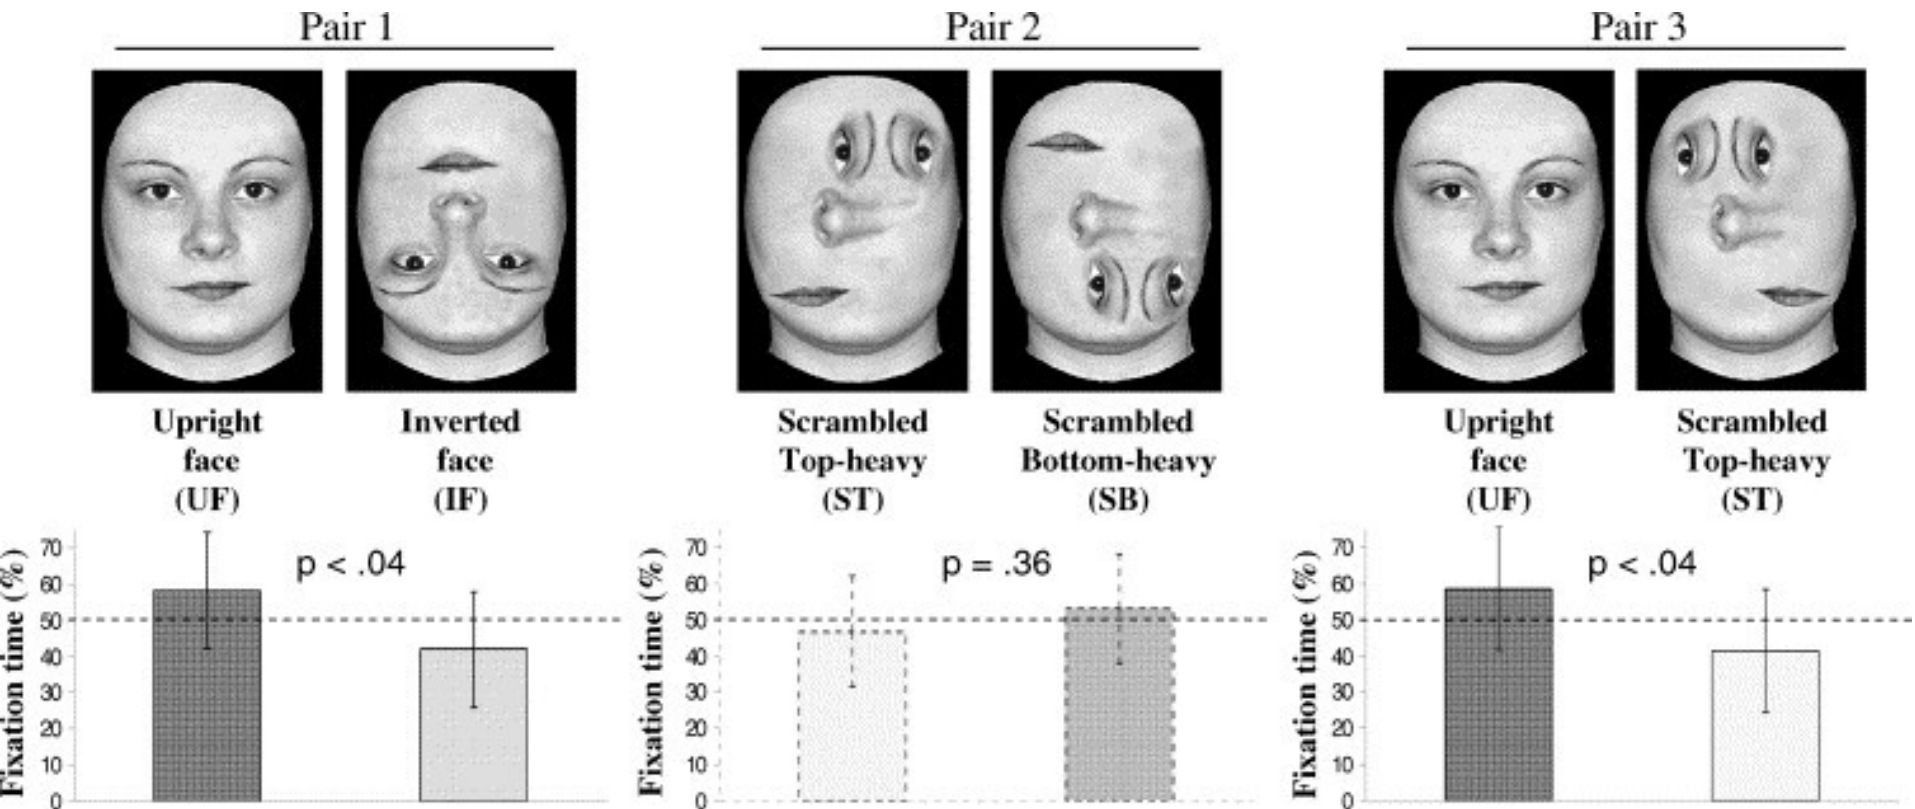 Pair 1
Pair 2
Pair 3
Upright
face
(UF)
Inverted
face
(IF)
Scrambled
Top-heavy
(ST)
Scrambled
Bottom-heavy
(SB)
Upright
face
(UF)
Scrambled
Top-heavy
(ST)
Fixation time (%)
70
60
50
40
30
20
10
0
p < .04
Fixation time (%)
70
60
50
40
30
20
10
0
p = .36
Fixation time (%)
70
60
50
40
30
20
10
0
p < .04